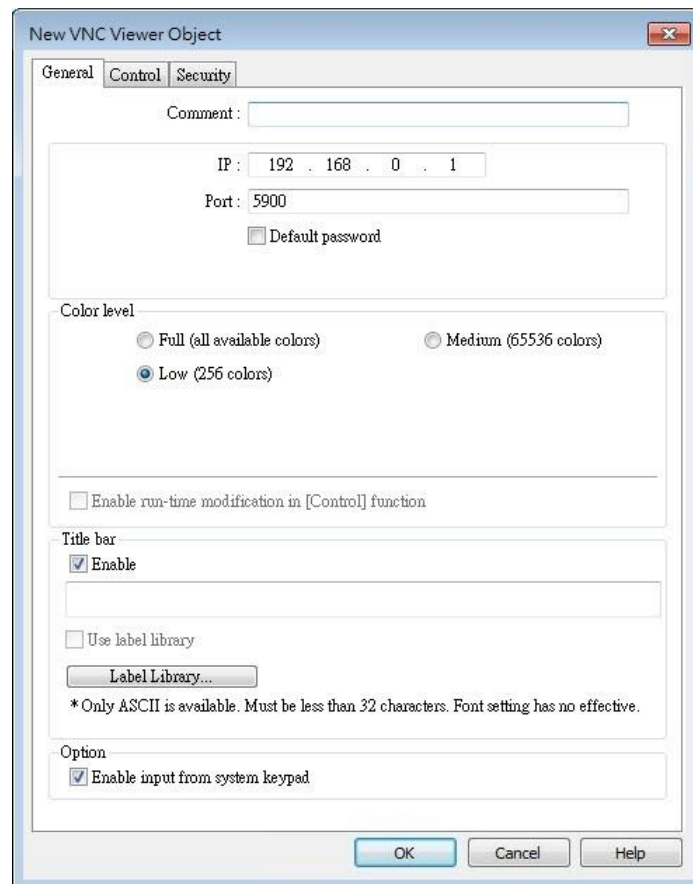 New VNC Viewer Object
General Control Security
Comment :
IP : 192 . 168 . 0 . 1
Port : 5900
Default password
Color level
Full (all available colors) Medium (65536 colors)
Low (256 colors)
Enable run-time modification in [Control] function
Title bar
Enable
Use label library
Label Library...
* Only ASCII is available. Must be less than 32 characters. Font setting has no effective.
Option
Enable input from system keypad
OK Cancel Help